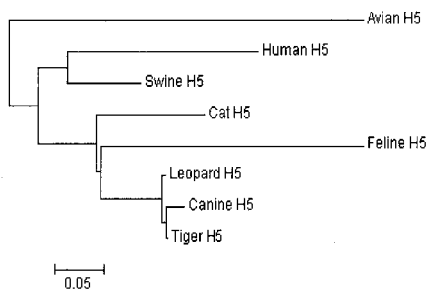 Avian H5
Human H5
Swine H5
Cat H5
Feline H5
Leopard H5
Canine H5
Tiger H5
0.05